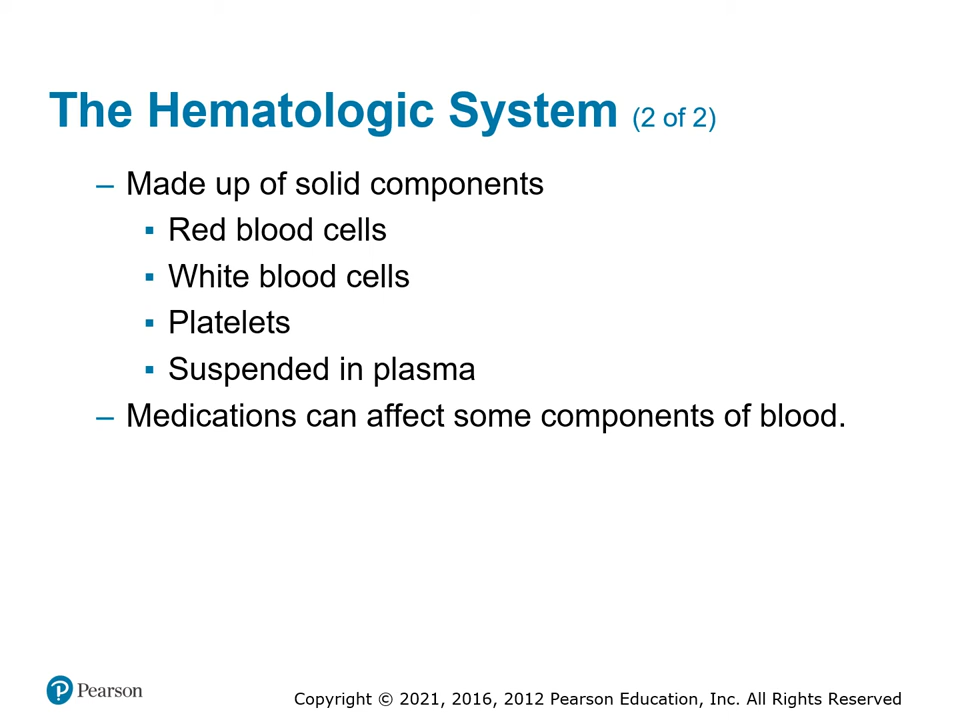 The Hematologic System (2 of 2)
– Made up of solid components
▪ Red blood cells
▪ White blood cells
▪ Platelets
▪ Suspended in plasma
– Medications can affect some components of blood.
Pearson
Copyright © 2021, 2016, 2012 Pearson Education, Inc. All Rights Reserved